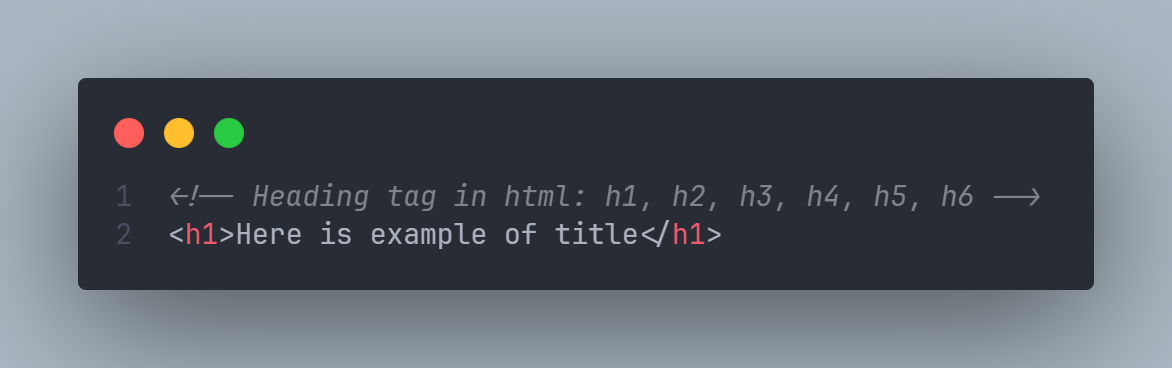 1 <!-- Heading tag in html: h1, h2, h3, h4, h5, h6 -->
2 <h1>Here is example of title</h1>